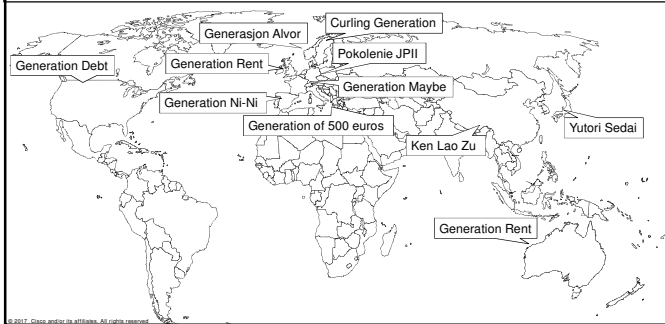 Curling Generation
Generasjon Alvor
Pokolenie JPII
Generation Debt
Generation Rent
Generation Maybe
Generation Ni-Ni
Generation of 500 euros
Yutori Sedai
Ken Lao Zu
Generation Rent
© 2017 Cisco and/or its affiliates. All rights reserved